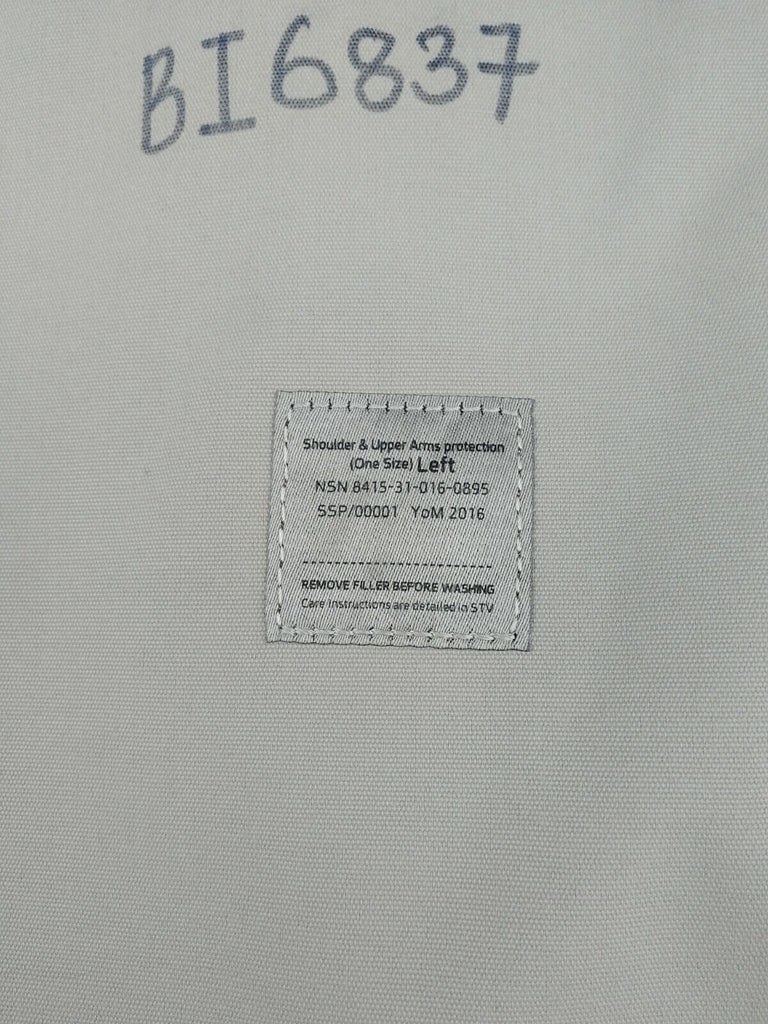 BI6837
Shoulder & Upper Arms protection
(One Size) Left
NSN 8415-31-016-0895
SSP/00001 YoM 2016
REMOVE FILLER BEFORE WASHING
Care Instructions are detailed in STV